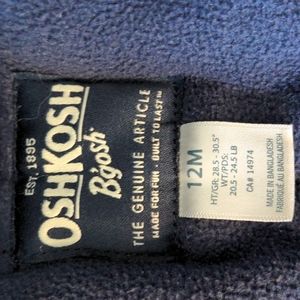 EST. 1895
OSHKOSH
B'gosh
THE GENUINE ARTICLE
MADE FOR FUN · BUILT TO LAST™
12M
HT/GR: 28.5 - 30.5"
WT/PDS:
20.5 - 24.5 LB
CA# 14974
MADE IN BANGLADESH
FABRIQUÉ AU BANGLADESH